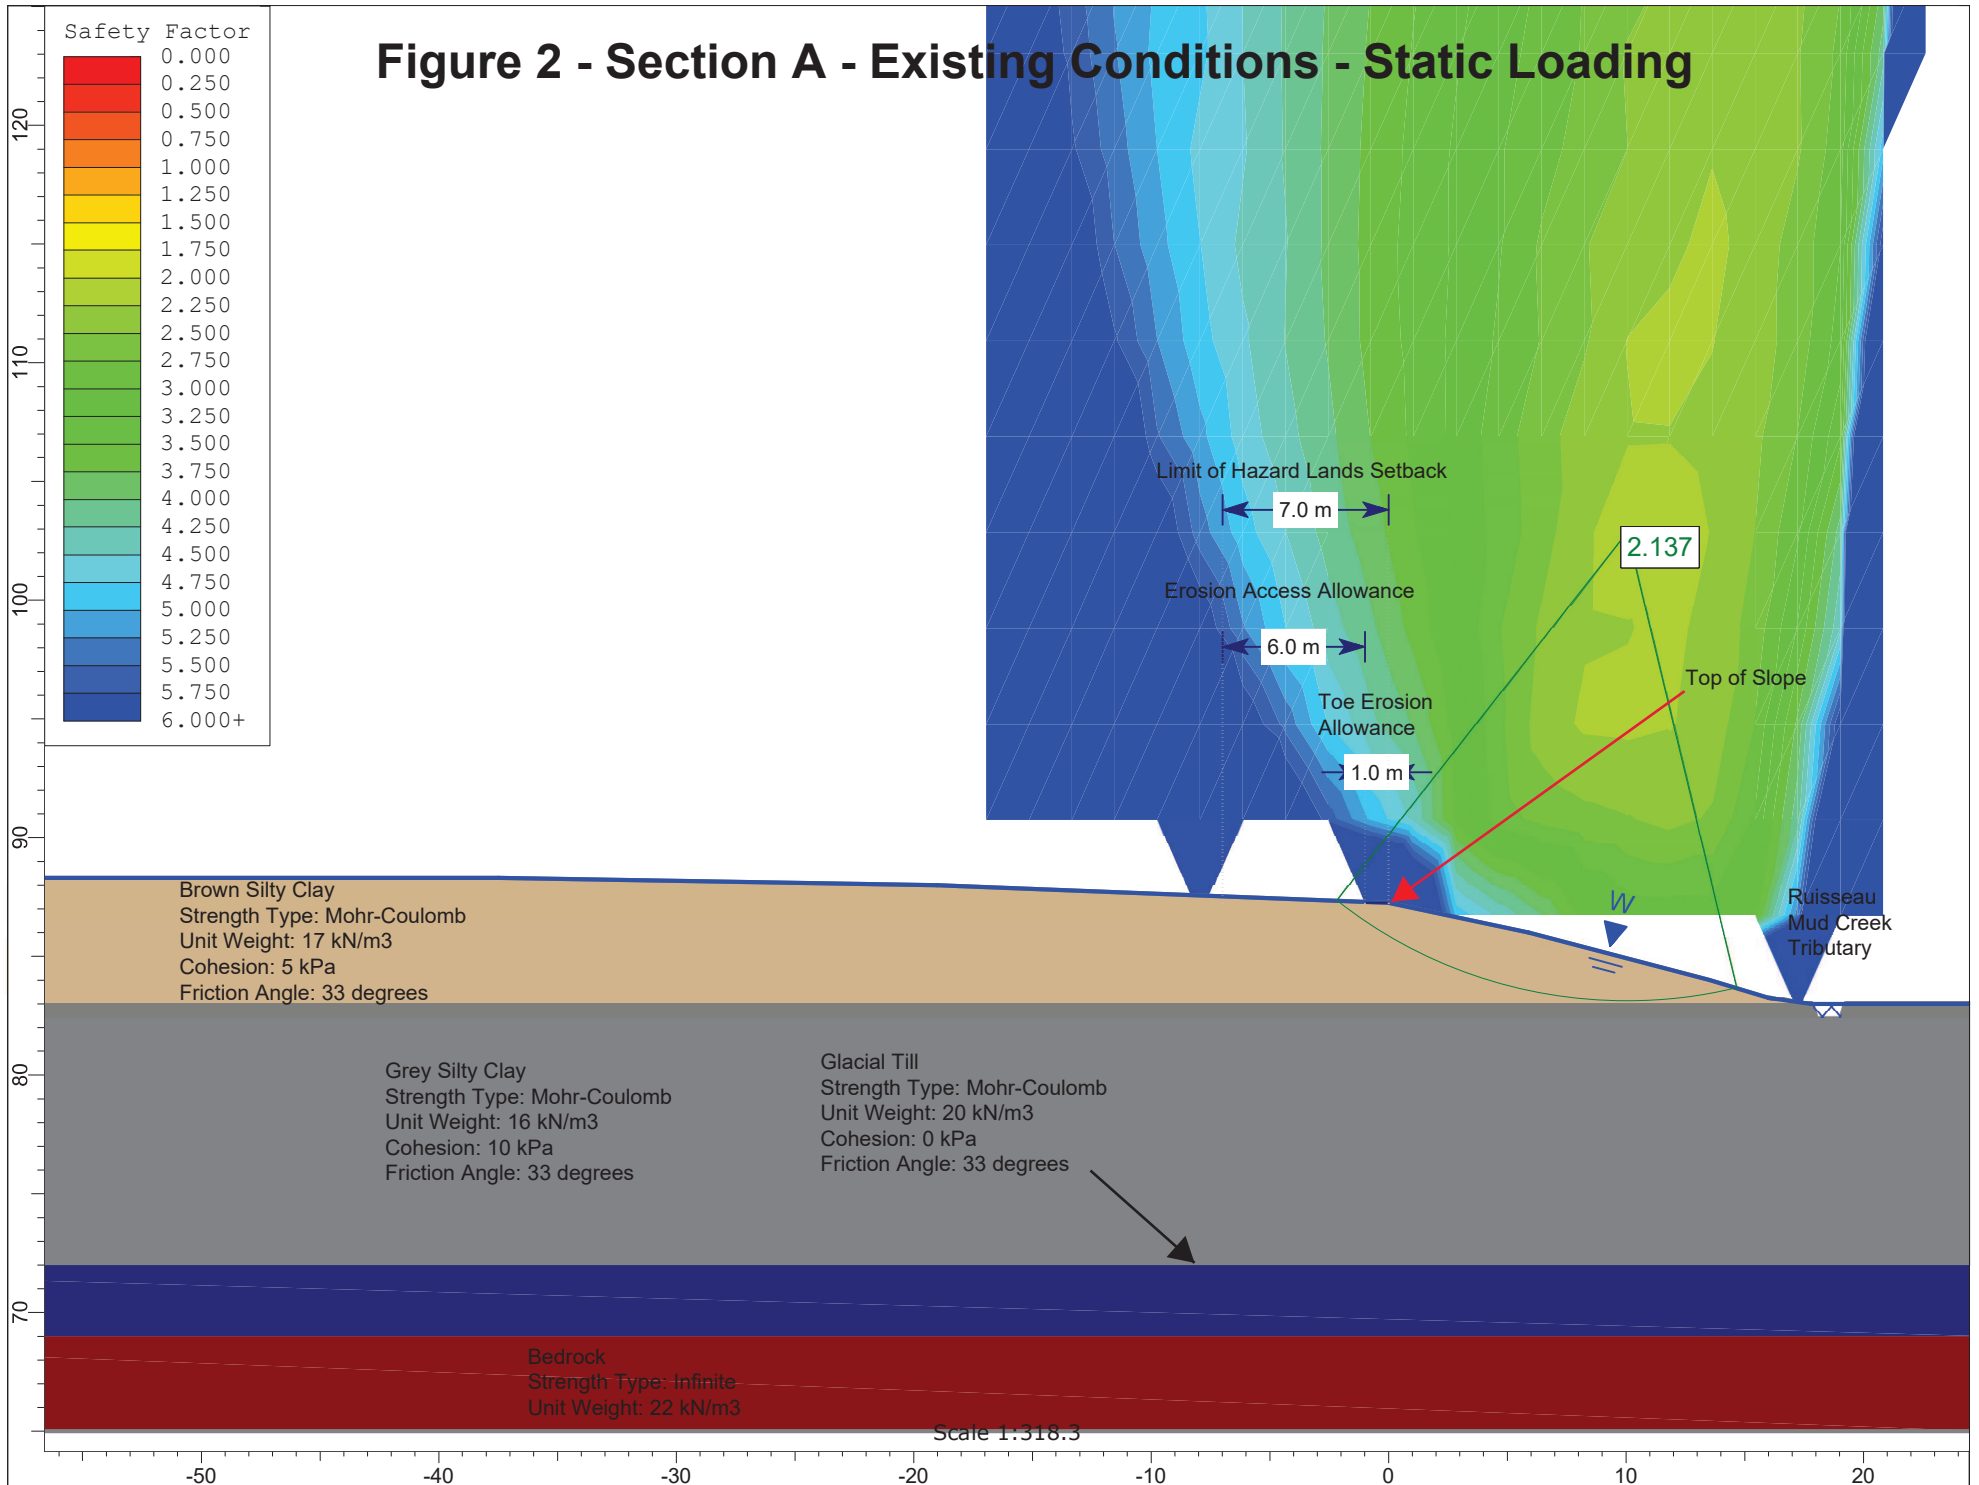 Figure 2 - Section A - Existing Conditions - Static Loading
Safety Factor
0.000
0.250
0.500
0.750
1.000
1.250
1.500
1.750
2.000
2.250
2.500
2.750
3.000
3.250
3.500
3.750
4.000
4.250
4.500
4.750
5.000
5.250
5.500
5.750
6.000+
120
110
100
90
80
70
Limit of Hazard Lands Setback
7.0 m
2.137
Erosion Access Allowance
6.0 m
Top of Slope
Toe Erosion
Allowance
1.0 m
W
Ruisseau
Mud Creek
Tributary
Brown Silty Clay
Strength Type: Mohr-Coulomb
Unit Weight: 17 kN/m3
Cohesion: 5 kPa
Friction Angle: 33 degrees
Grey Silty Clay
Strength Type: Mohr-Coulomb
Unit Weight: 16 kN/m3
Cohesion: 10 kPa
Friction Angle: 33 degrees
Glacial Till
Strength Type: Mohr-Coulomb
Unit Weight: 20 kN/m3
Cohesion: 0 kPa
Friction Angle: 33 degrees
Bedrock
Strength Type: Infinite
Unit Weight: 22 kN/m3
Scale 1:318.3
-50
-40
-30
-20
-10
0
10
20